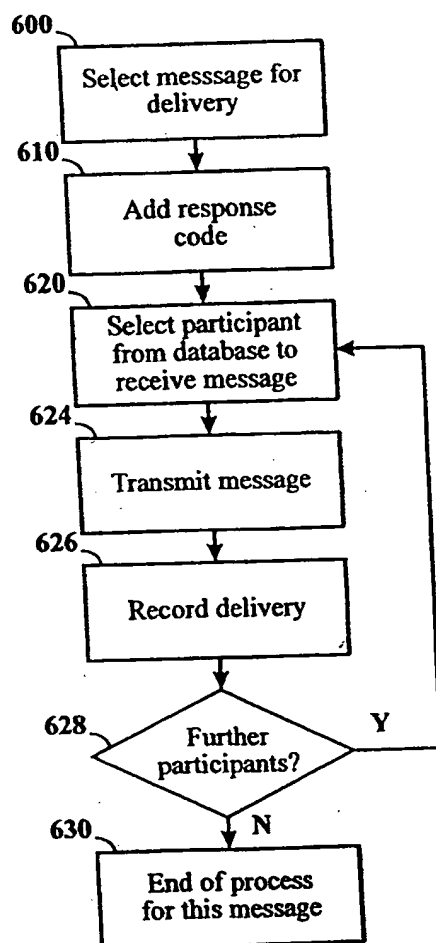 600
Select messsage for
delivery
610
Add response
code
620
Select participant
from database to
receive message
624
Transmit message
626
Record delivery
628
Further
participants?
Y
N
630
End of process
for this message